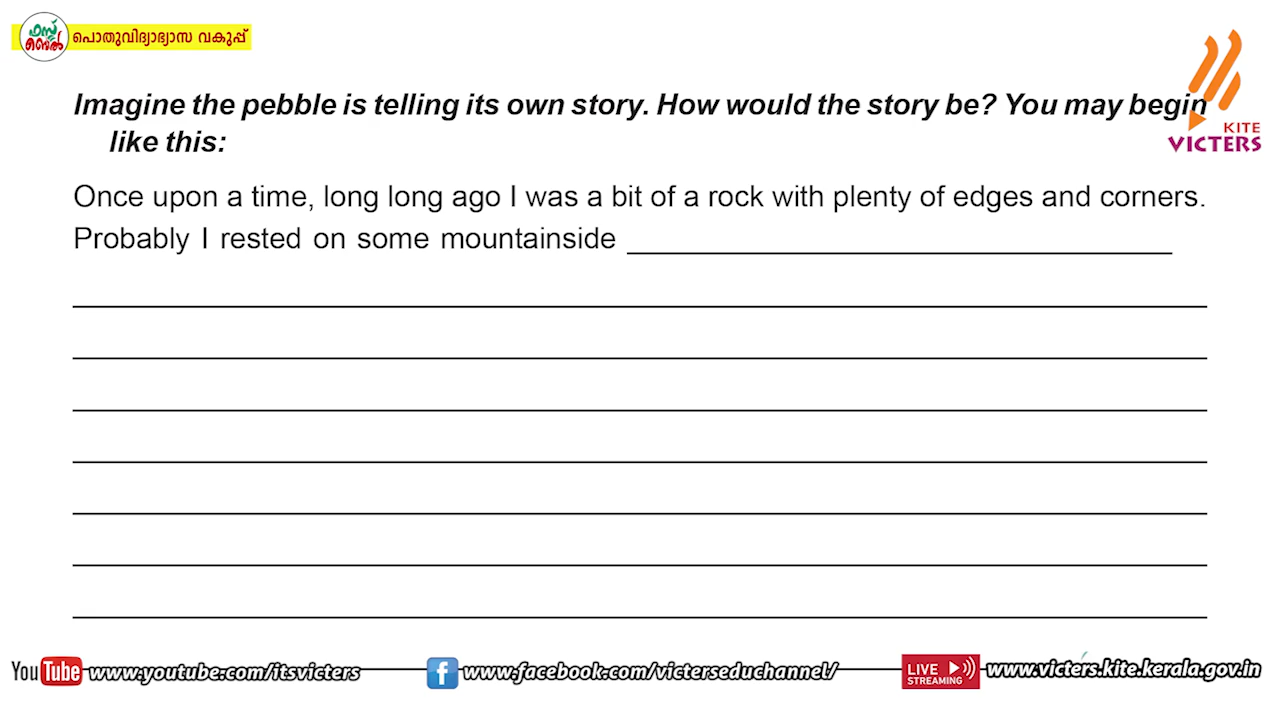 ഫസ്റ്റ് ബെൽ
പൊതുവിദ്യാഭ്യാസ വകുപ്പ്
Imagine the pebble is telling its own story. How would the story be? You may begin
like this:
KITE
VICTERS
Once upon a time, long long ago I was a bit of a rock with plenty of edges and corners.
Probably I rested on some mountainside
YouTube www.youtube.com/itsvicters
f www.facebook.com/victerseduchannel/
LIVE STREAMING www.victers.kite.kerala.gov.in